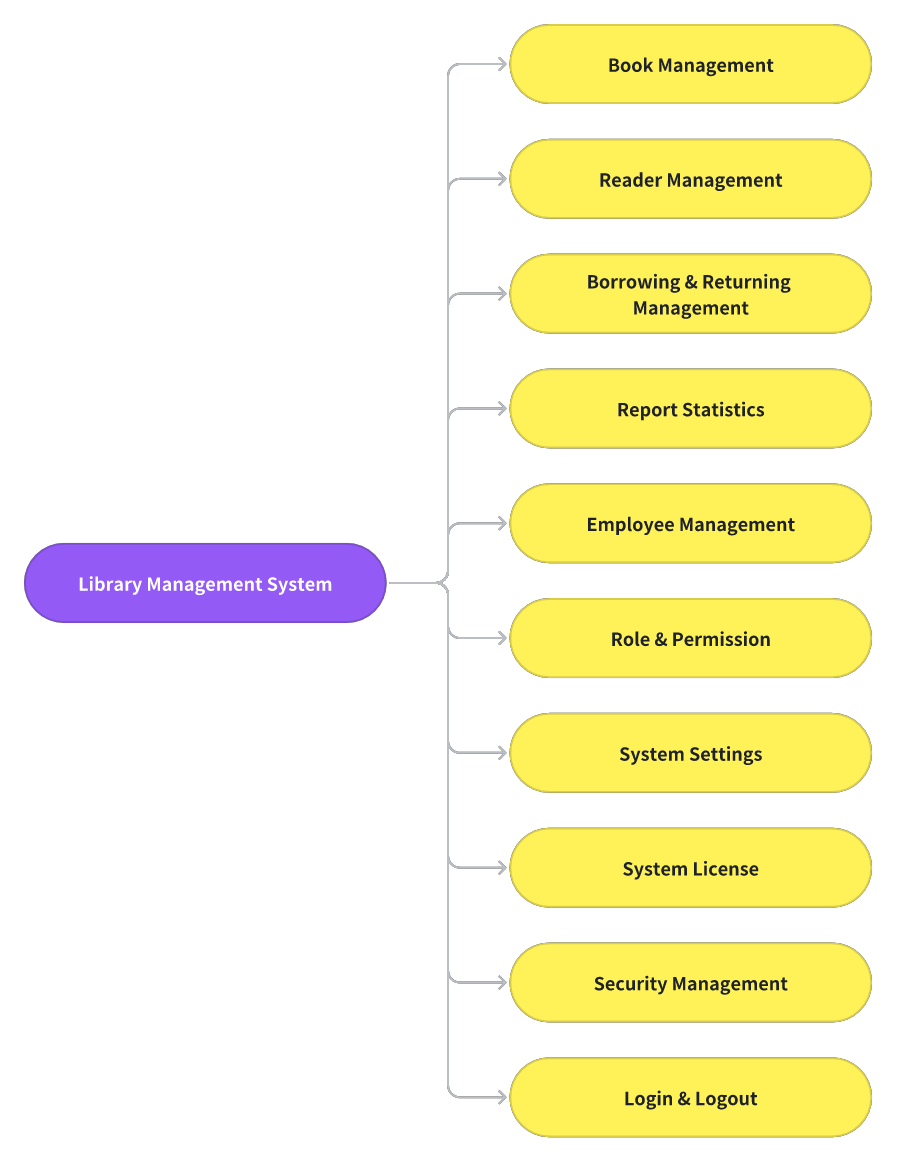 Book Management
Reader Management
Borrowing & Returning
Management
Report Statistics
Employee Management
Library Management System
Role & Permission
System Settings
System License
Security Management
Login & Logout